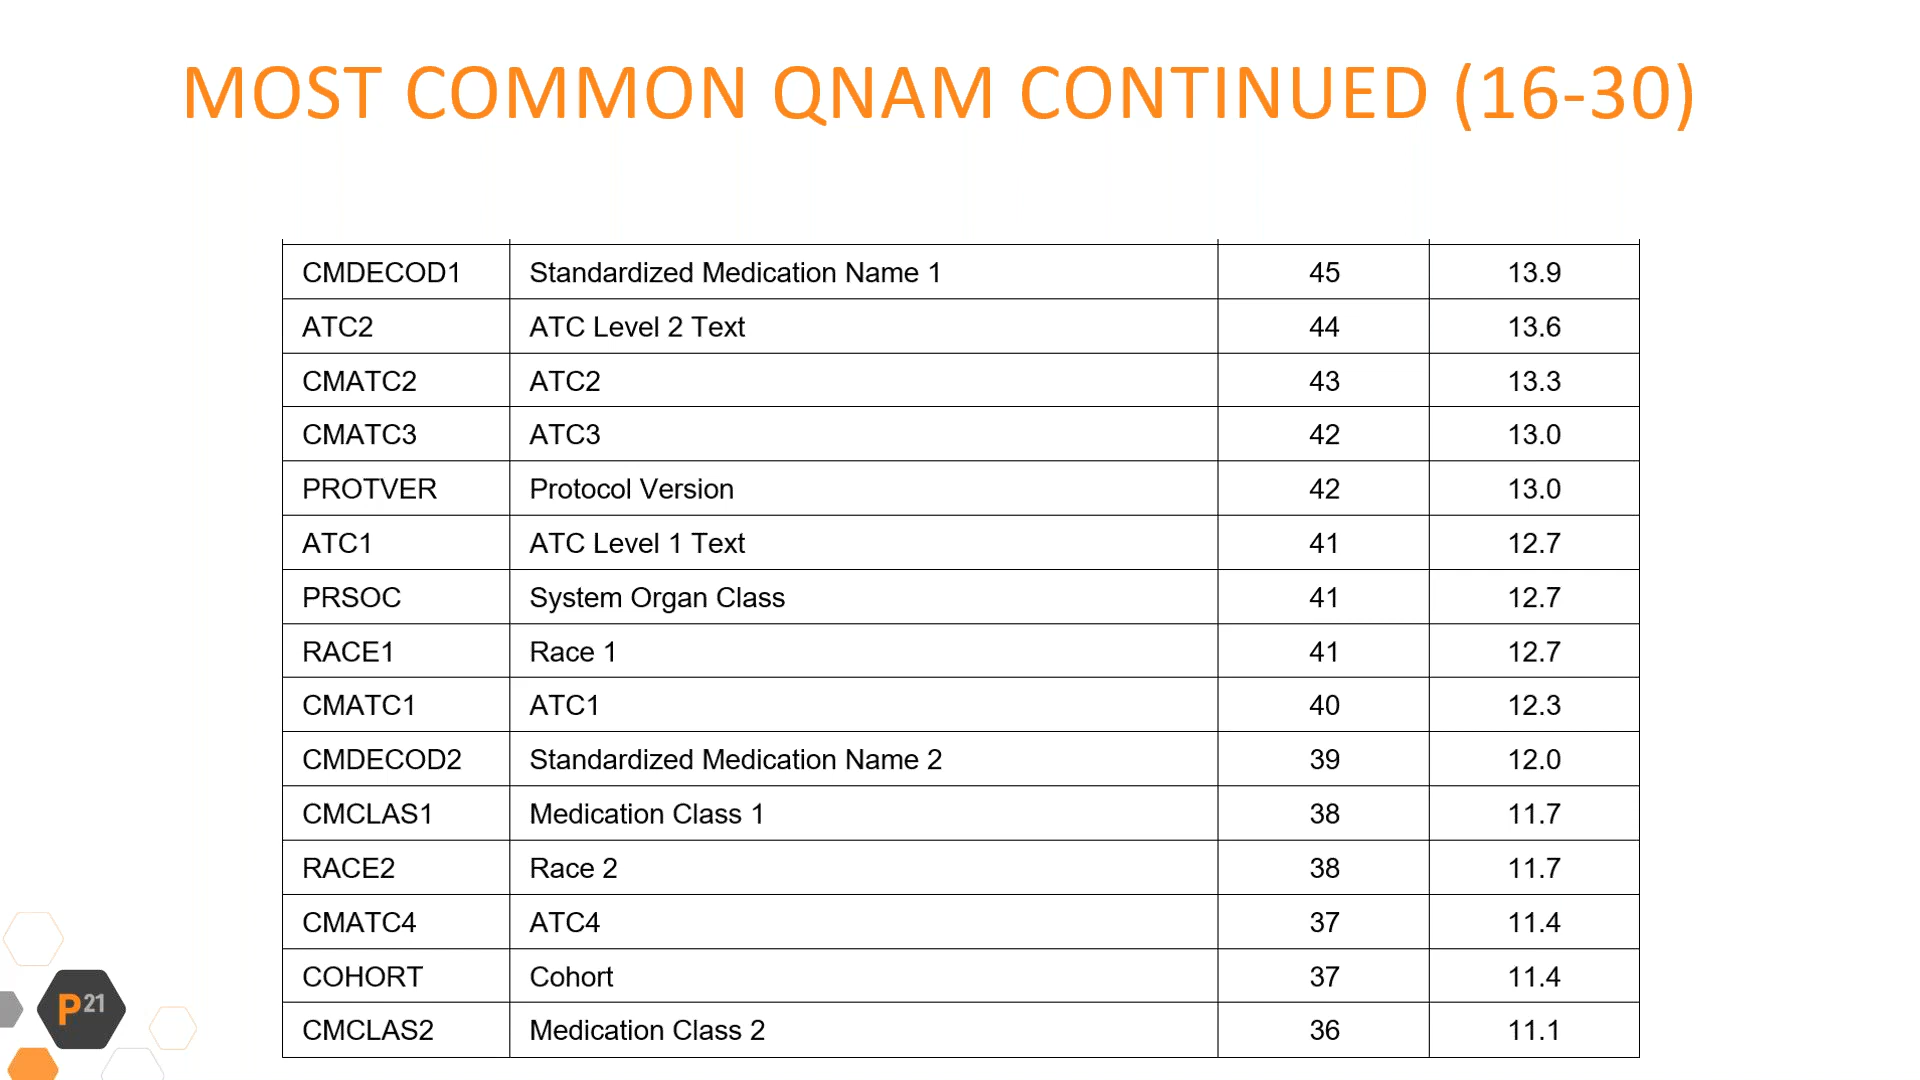 MOST COMMON QNAM CONTINUED (16-30)
CMDECOD1 Standardized Medication Name 1 45 13.9
ATC2 ATC Level 2 Text 44 13.6
CMATC2 ATC2 43 13.3
CMATC3 ATC3 42 13.0
PROTVER Protocol Version 42 13.0
ATC1 ATC Level 1 Text 41 12.7
PRSOC System Organ Class 41 12.7
RACE1 Race 1 41 12.7
CMATC1 ATC1 40 12.3
CMDECOD2 Standardized Medication Name 2 39 12.0
CMCLAS1 Medication Class 1 38 11.7
RACE2 Race 2 38 11.7
CMATC4 ATC4 37 11.4
COHORT Cohort 37 11.4
CMCLAS2 Medication Class 2 36 11.1
P21